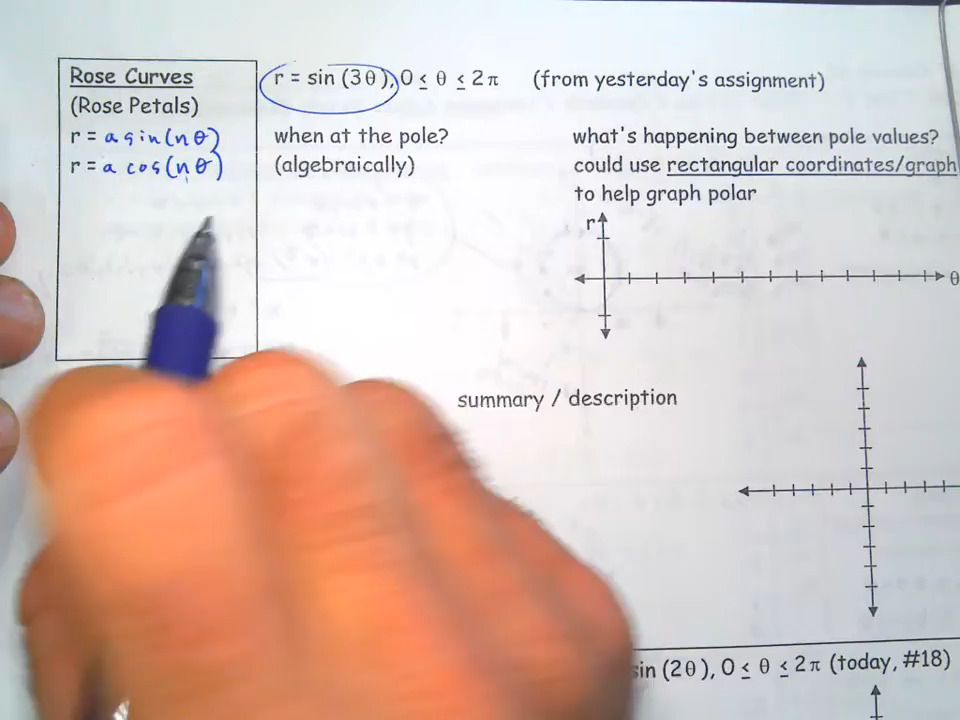 Rose Curves
(Rose Petals)
r = a sin(nθ)
r = a cos(nθ)
r = sin (3θ), 0 ≤ θ ≤ 2π (from yesterday's assignment)
when at the pole?
(algebraically)
what's happening between pole values?
could use rectangular coordinates/graph
to help graph polar
r
θ
summary / description
sin (2θ), 0 ≤ θ ≤ 2π (today, #18)